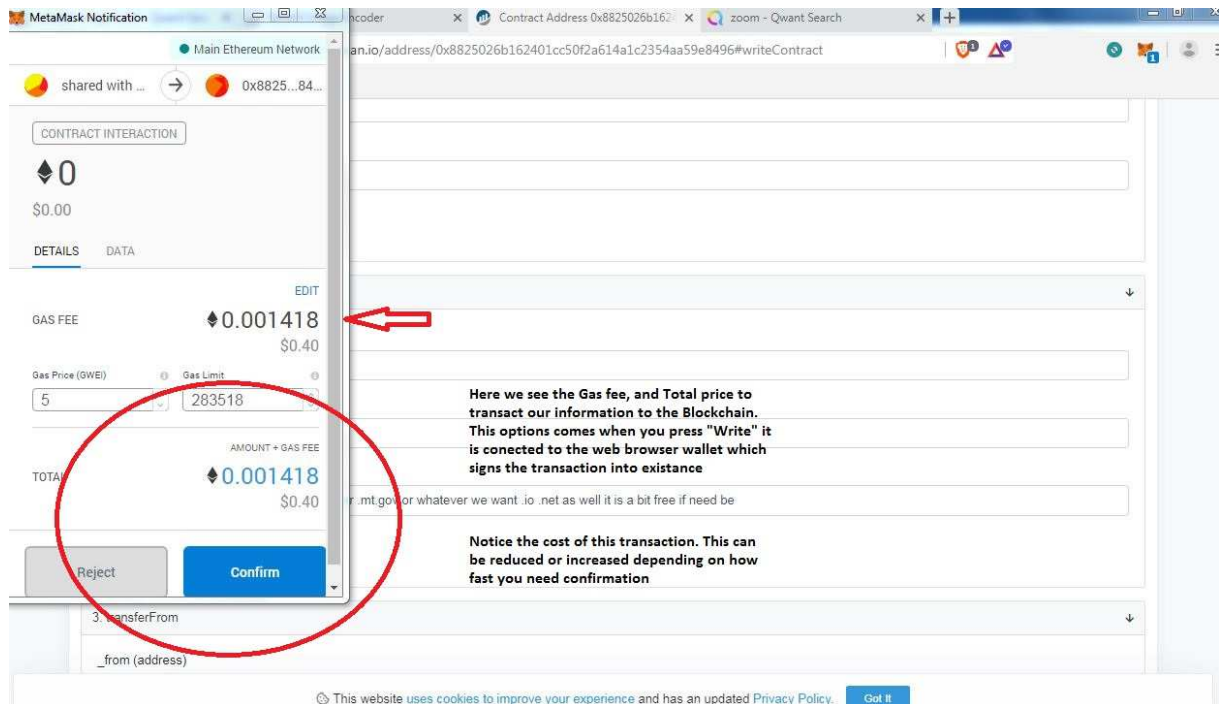 MetaMask Notification
ncoder
Contract Address 0x8825026b162
zoom - Qwant Search
Main Ethereum Network
an.io/address/0x8825026b162401cc50f2a614a1c2354aa59e8496#writeContract
shared with ...
0x8825...84...
CONTRACT INTERACTION
0
$0.00
DETAILS DATA
EDIT
GAS FEE
0.001418
$0.40
Gas Price (GWEI)
Gas Limit
5
283518
AMOUNT + GAS FEE
TOTAL
0.001418
$0.40
Reject
Confirm
Here we see the Gas fee, and Total price to
transact our information to the Blockchain.
This options comes when you press "Write" it
is conected to the web browser wallet which
signs the transaction into existance
r .mt.gov or whatever we want .io .net as well it is a bit free if need be
Notice the cost of this transaction. This can
be reduced or increased depending on how
fast you need confirmation
3. transferFrom
_from (address)
This website uses cookies to improve your experience and has an updated Privacy Policy.
Got It